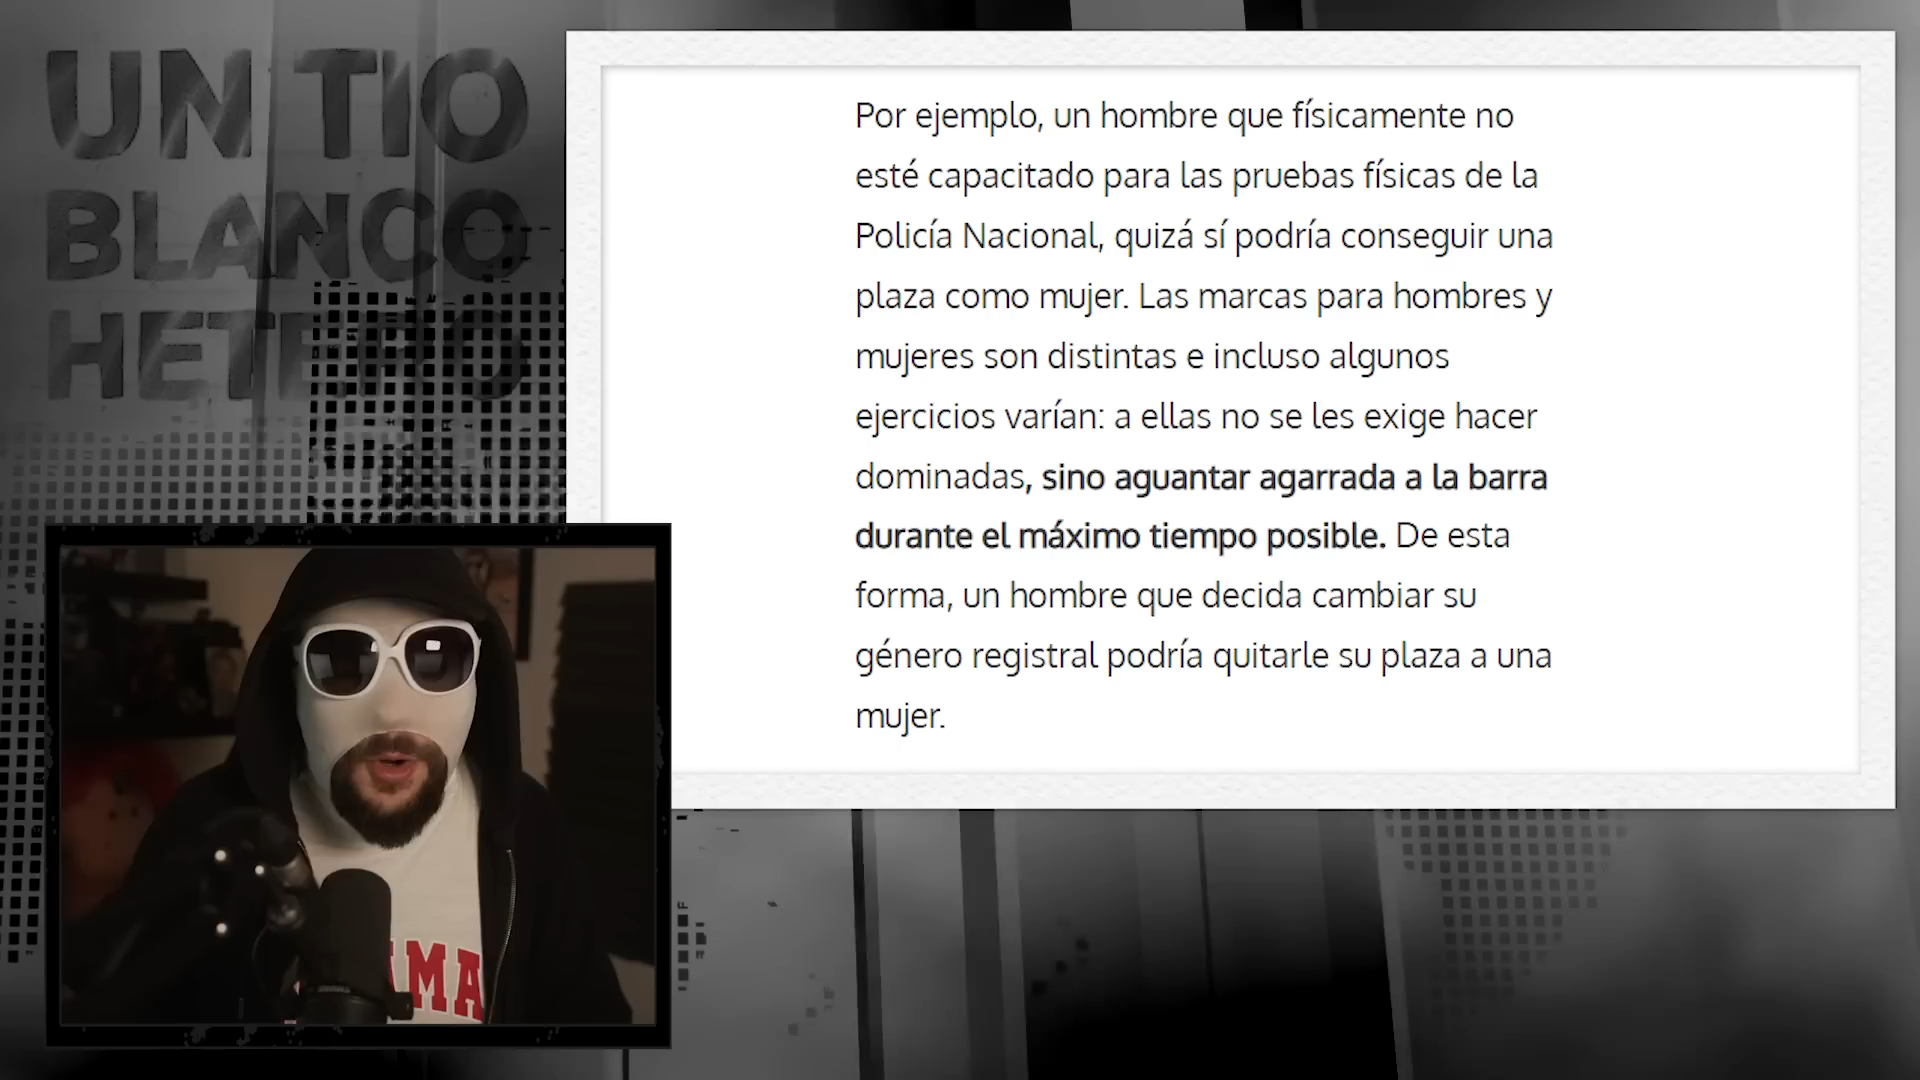 UN TIO
BLANCO
HETERO
Por ejemplo, un hombre que físicamente no
esté capacitado para las pruebas físicas de la
Policía Nacional, quizá sí podría conseguir una
plaza como mujer. Las marcas para hombres y
mujeres son distintas e incluso algunos
ejercicios varían: a ellas no se les exige hacer
dominadas, sino aguantar agarrada a la barra
durante el máximo tiempo posible. De esta
forma, un hombre que decida cambiar su
género registral podría quitarle su plaza a una
mujer.
MA